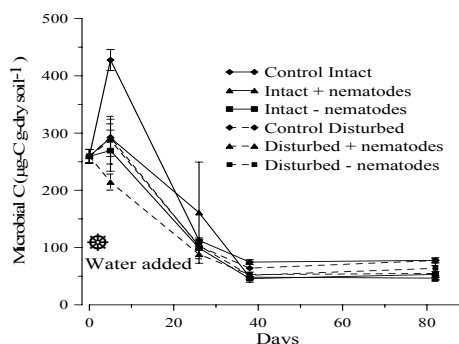 500
400
300
200
100
0
Microbial C (µg-C g-dry soil-1)
Control Intact
Intact + nematodes
Intact - nematodes
Control Disturbed
Disturbed + nematodes
Disturbed - nematodes
Water added
0 20 40 60 80
Days